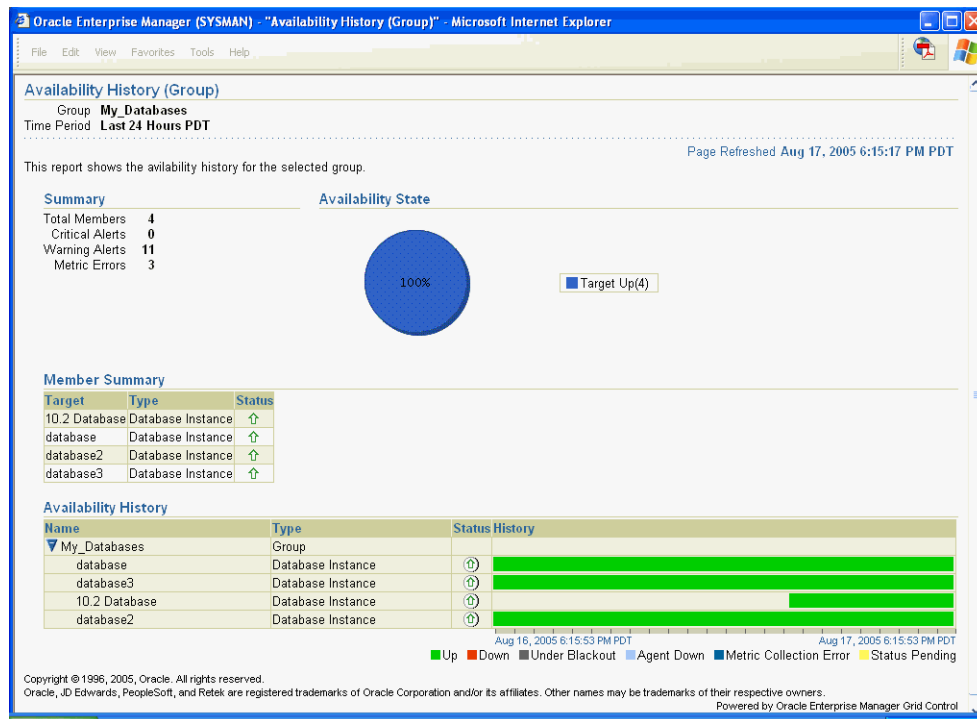 Oracle Enterprise Manager (SYSMAN) - "Availability History (Group)" - Microsoft Internet Explorer
File Edit View Favorites Tools Help
Availability History (Group)
Group My_Databases
Time Period Last 24 Hours PDT
Page Refreshed Aug 17, 2005 6:15:17 PM PDT
This report shows the avilability history for the selected group.
Summary
Total Members 4
Critical Alerts 0
Warning Alerts 11
Metric Errors 3
Availability State
100%
Target Up(4)
Member Summary
Target Type Status
10.2 Database Database Instance
database Database Instance
database2 Database Instance
database3 Database Instance
Availability History
Name Type Status History
My_Databases Group
database Database Instance
database3 Database Instance
10.2 Database Database Instance
database2 Database Instance
Aug 16, 2005 6:15:53 PM PDT Aug 17, 2005 6:15:53 PM PDT
Up Down Under Blackout Agent Down Metric Collection Error Status Pending
Copyright © 1996, 2005, Oracle. All rights reserved.
Oracle, JD Edwards, PeopleSoft, and Retek are registered trademarks of Oracle Corporation and/or its affiliates. Other names may be trademarks of their respective owners.
Powered by Oracle Enterprise Manager Grid Control